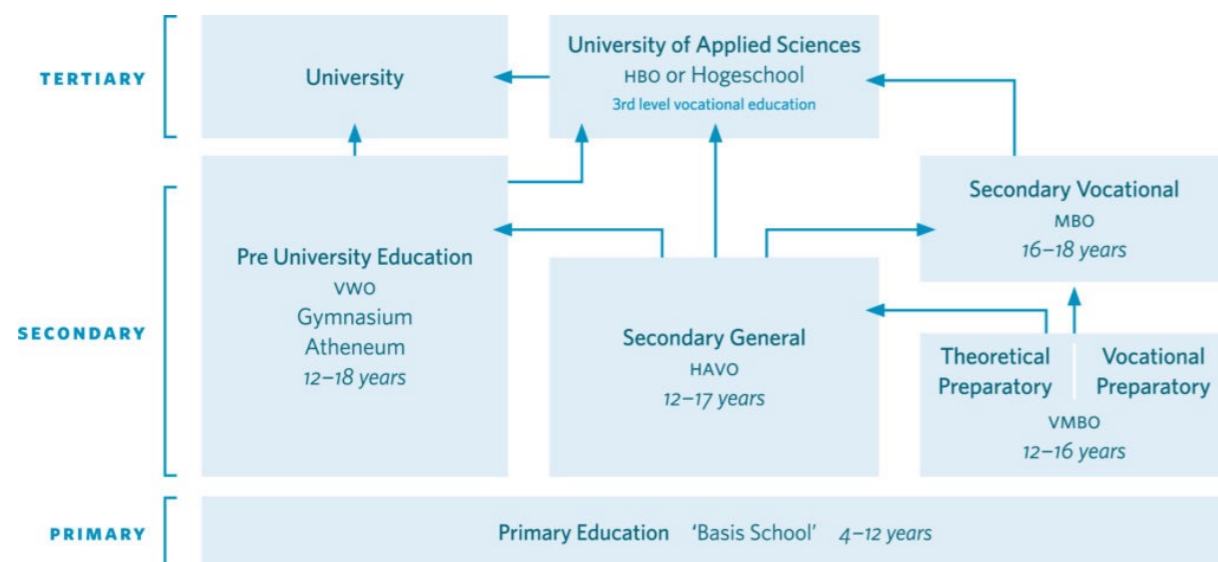 TERTIARY
University
University of Applied Sciences
HBO or Hogeschool
3rd level vocational education
SECONDARY
Pre University Education
VWO
Gymnasium
Atheneum
12–18 years
Secondary General
HAVO
12–17 years
Secondary Vocational
MBO
16–18 years
Theoretical
Preparatory
Vocational
Preparatory
VMBO
12–16 years
PRIMARY
Primary Education ‘Basis School’ 4–12 years